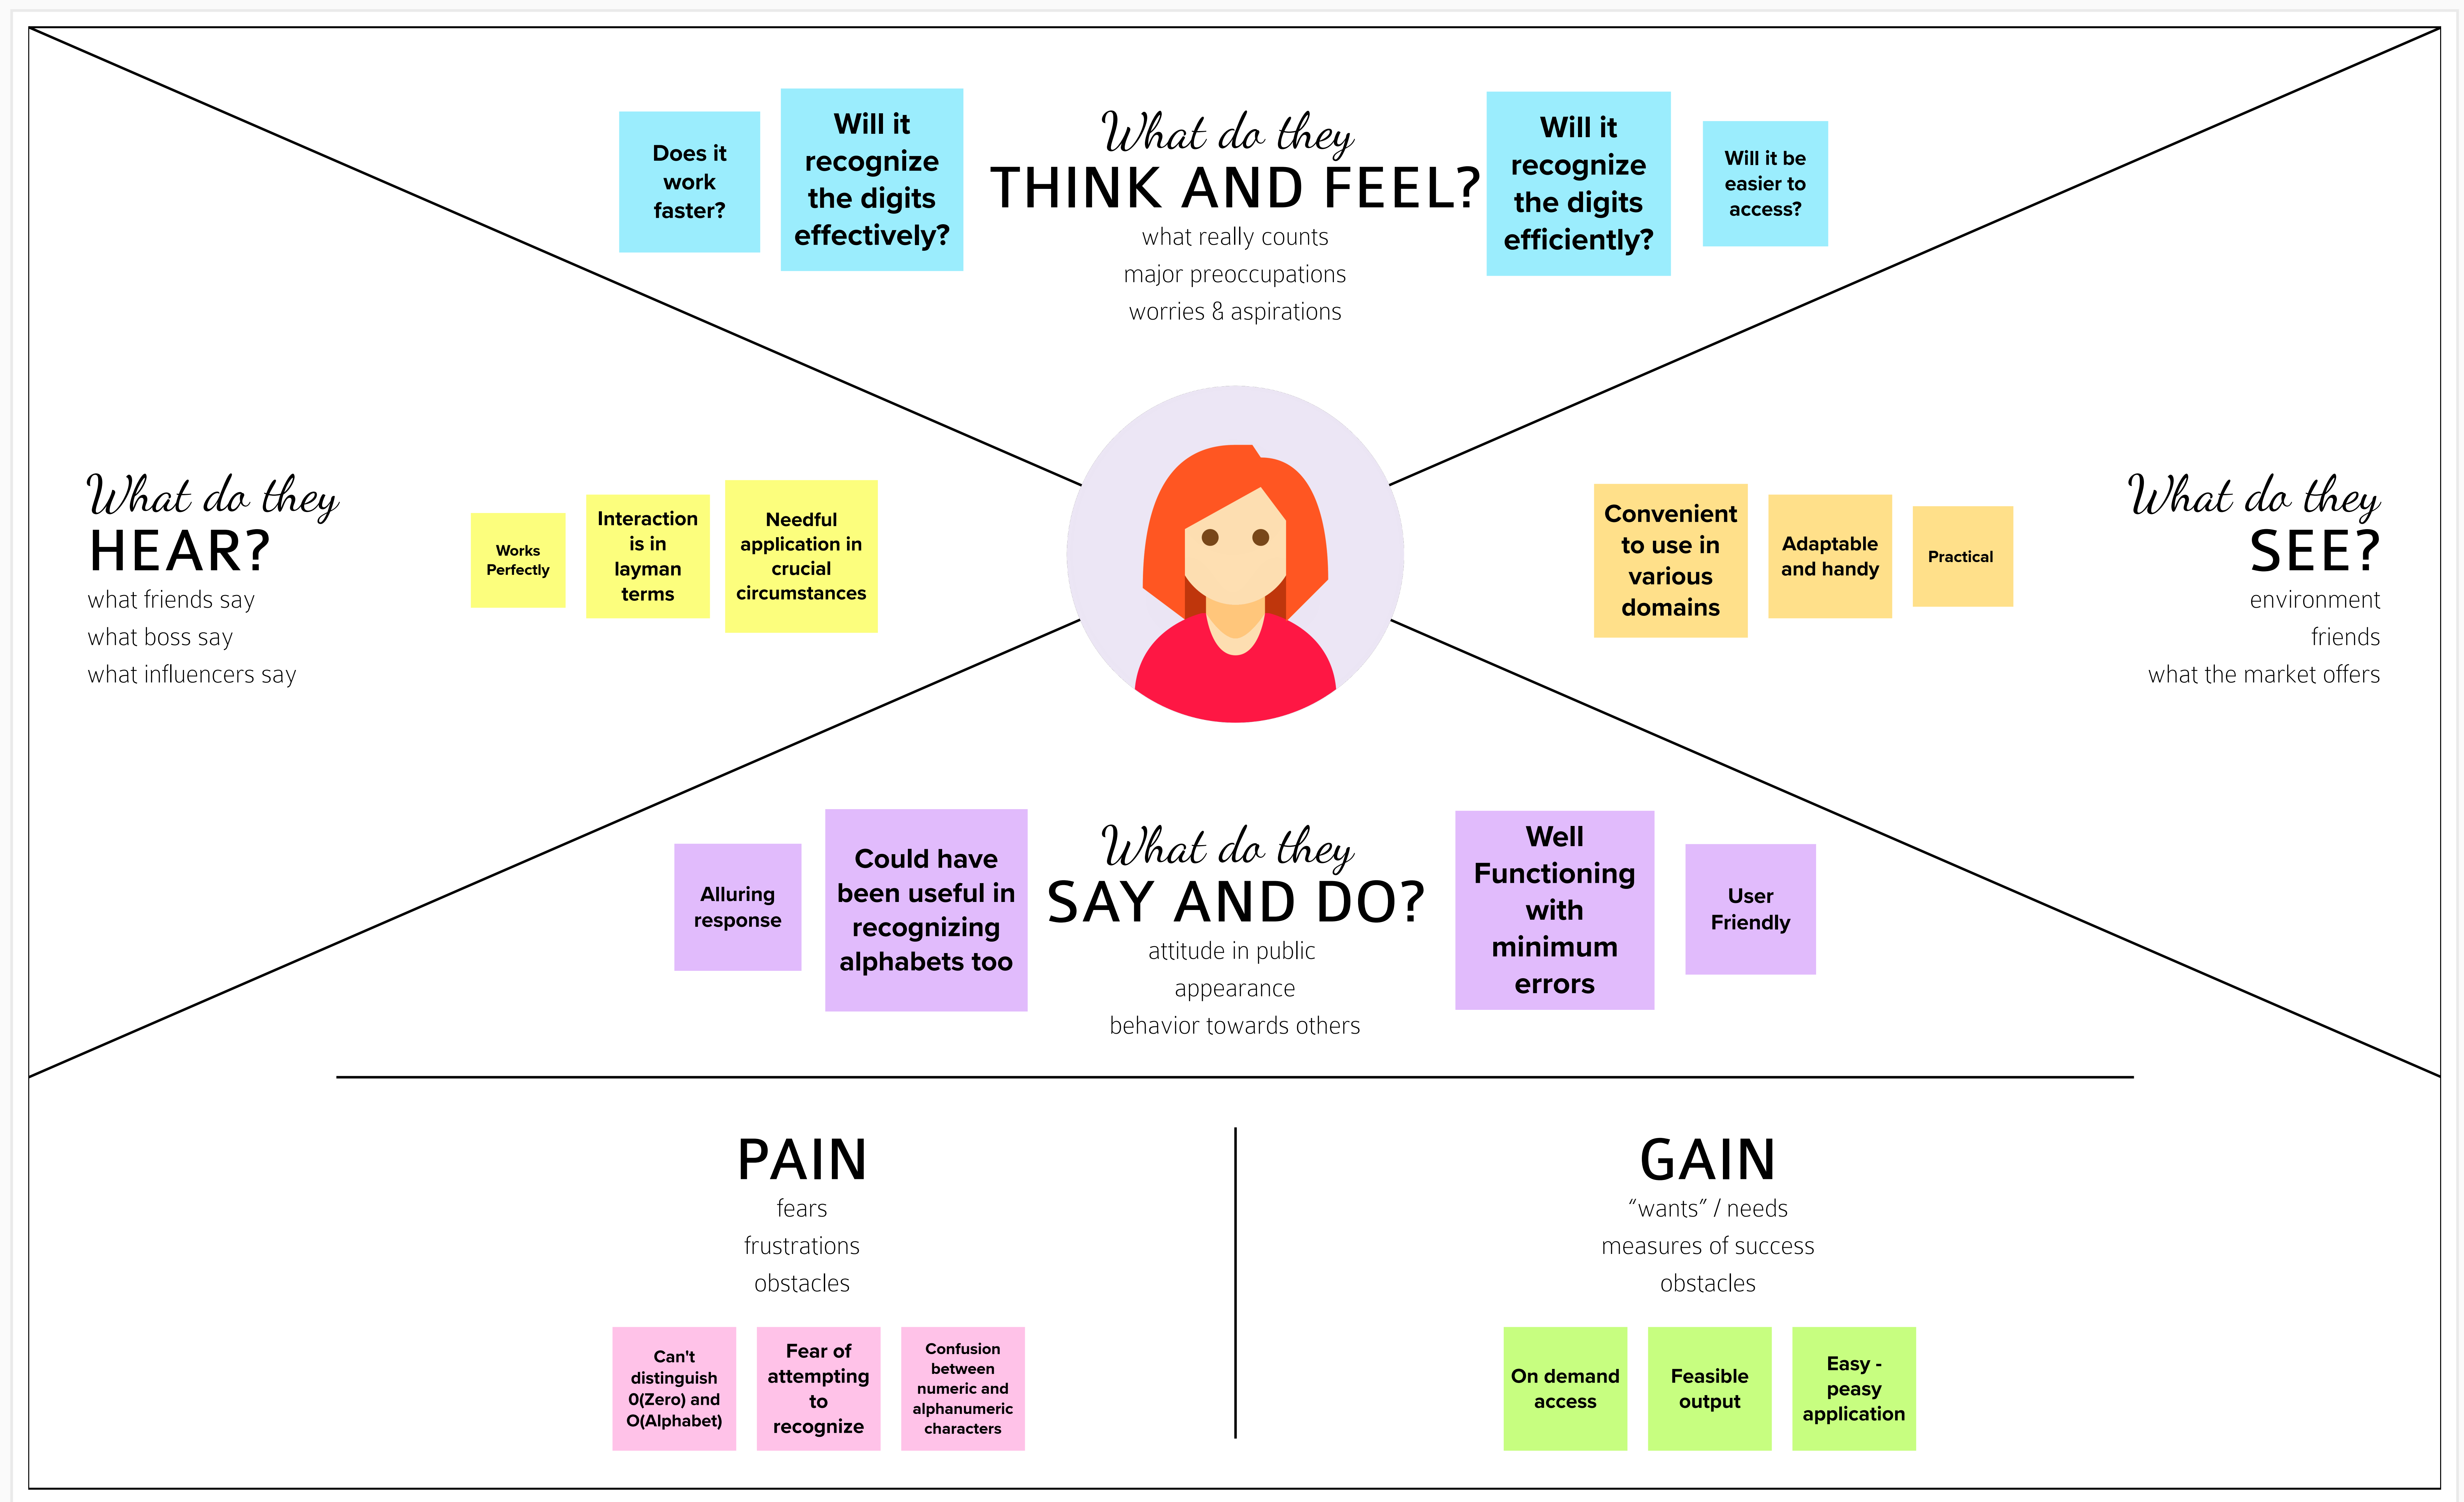 Does it
work
faster?
Will it
recognize
the digits
effectively?
What do they
THINK AND FEEL?
what really counts
major preoccupations
worries & aspirations
Will it
recognize
the digits
efficiently?
Will it be
easier to
access?
What do they
HEAR?
what friends say
what boss say
what influencers say
Works
Perfectly
Interaction
is in
layman
terms
Needful
application in
crucial
circumstances
Convenient
to use in
various
domains
Adaptable
and handy
Practical
What do they
SEE?
environment
friends
what the market offers
Alluring
response
Could have
been useful in
recognizing
alphabets too
What do they
SAY AND DO?
attitude in public
appearance
behavior towards others
Well
Functioning
with
minimum
errors
User
Friendly
PAIN
fears
frustrations
obstacles
Can't
distinguish
0(Zero) and
O(Alphabet)
Fear of
attempting
to
recognize
Confusion
between
numeric and
alphanumeric
characters
GAIN
“wants” / needs
measures of success
obstacles
On demand
access
Feasible
output
Easy -
peasy
application